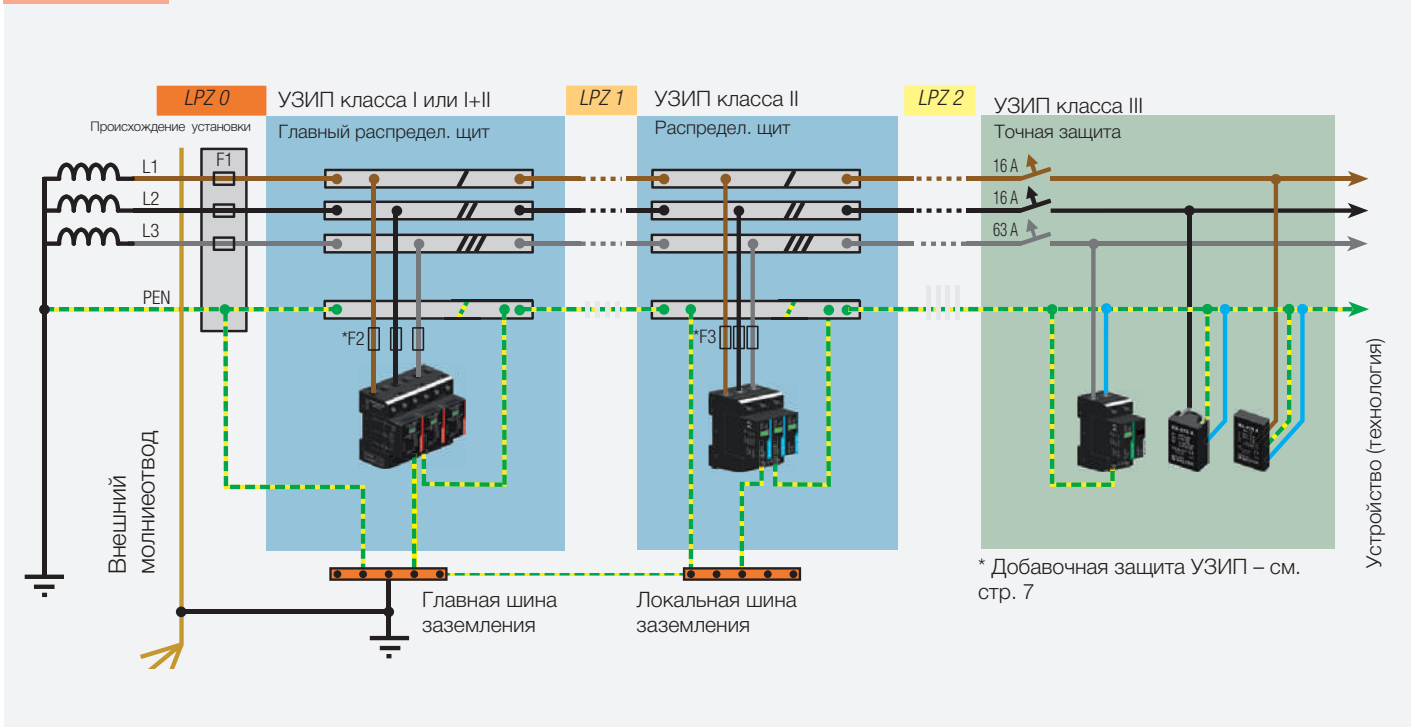 LPZ 0
УЗИП класса I или I+II
LPZ 1
УЗИП класса II
LPZ 2
УЗИП класса III
Происхождение установки
Главный распредел. щит
Распредел. щит
Точная защита
L1
F1
16 A
L2
16 A
L3
63 A
PEN
*F2
*F3
Внешний
молниеотвод
Устройство (технология)
* Добавочная защита УЗИП – см.
стр. 7
Главная шина
заземления
Локальная шина
заземления